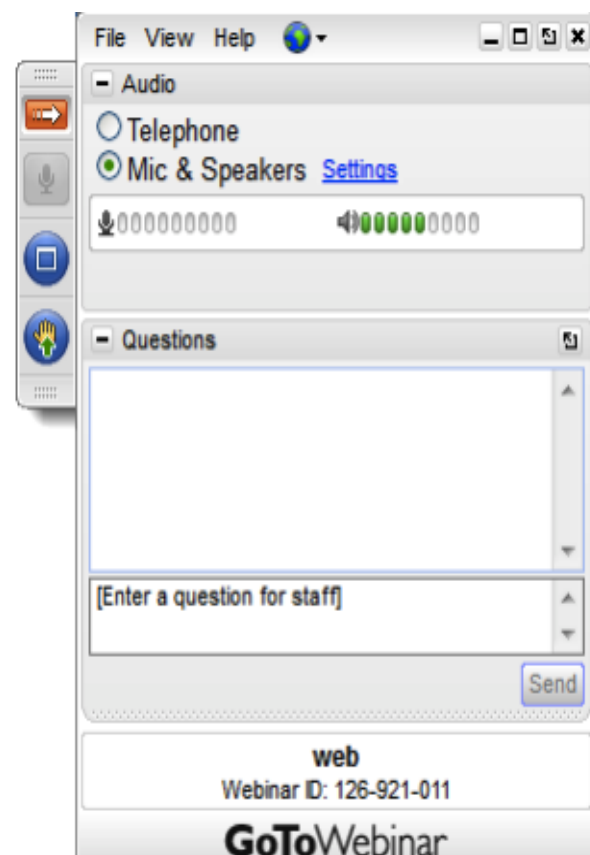 File View Help
Audio
Telephone
Mic & Speakers Settings
Questions
[Enter a question for staff]
Send
web
Webinar ID: 126-921-011
GoToWebinar